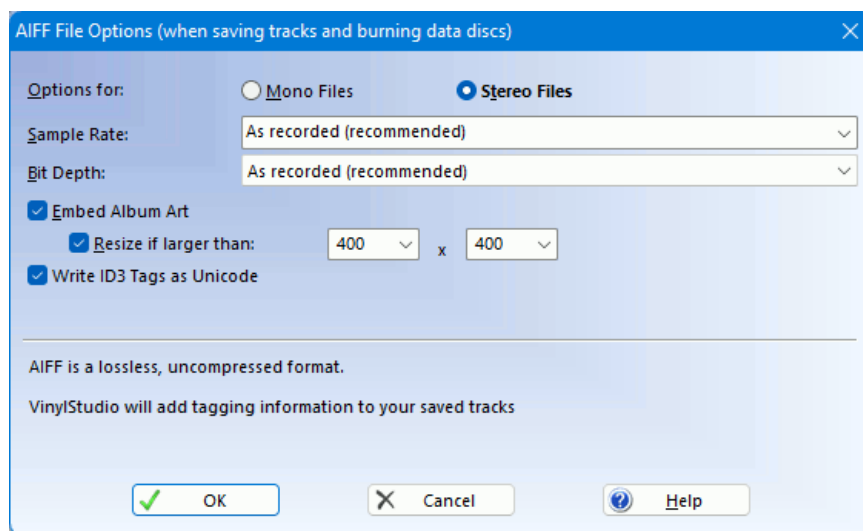 AIFF File Options (when saving tracks and burning data discs)
Options for: Mono Files Stereo Files
Sample Rate: As recorded (recommended)
Bit Depth: As recorded (recommended)
Embed Album Art
Resize if larger than: 400 x 400
Write ID3 Tags as Unicode
AIFF is a lossless, uncompressed format.
VinylStudio will add tagging information to your saved tracks
OK Cancel Help